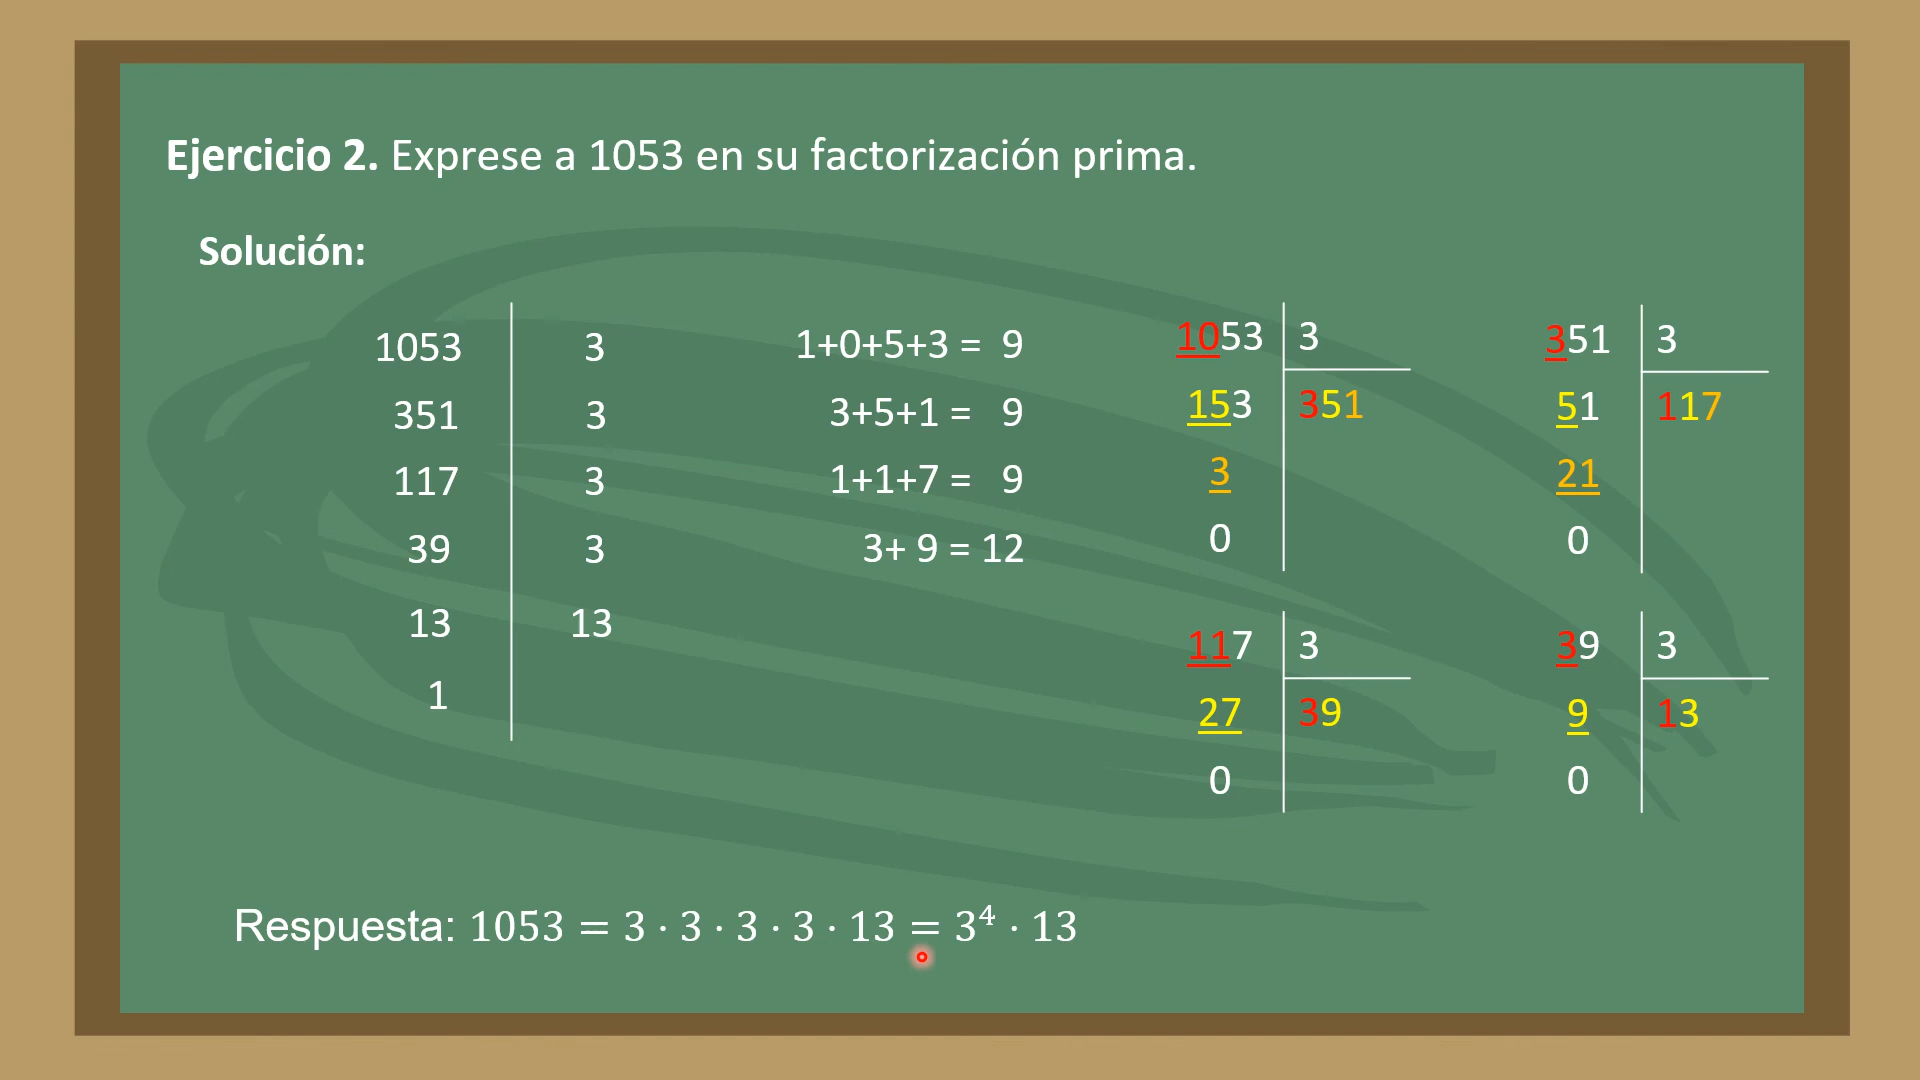 Ejercicio 2. Exprese a 1053 en su factorización prima.
Solución:
1053 3
351 3
117 3
39 3
13 13
1
1+0+5+3 = 9
3+5+1 = 9
1+1+7 = 9
3+ 9 = 12
1053 3
153 351
3
0
351 3
51 117
21
0
117 3
27 39
0
39 3
9 13
0
Respuesta: 1053 = 3 · 3 · 3 · 3 · 13 = 3⁴ · 13